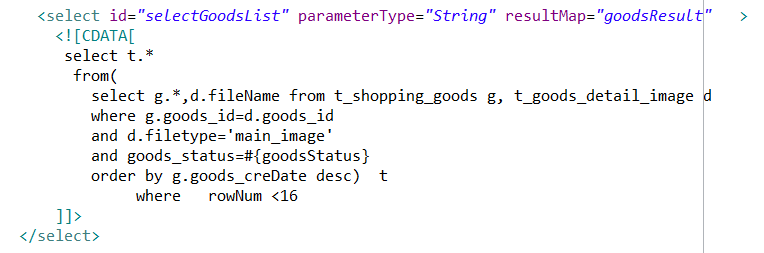 <select id="selectGoodsList" parameterType="String" resultMap="goodsResult"   >
<![CDATA[
select t.*
from(
select g.*,d.fileName from t_shopping_goods g, t_goods_detail_image d
where g.goods_id=d.goods_id
and d.filetype='main_image'
and goods_status=#{goodsStatus}
order by g.goods_creDate desc)  t
where   rowNum <16
]]>
</select>